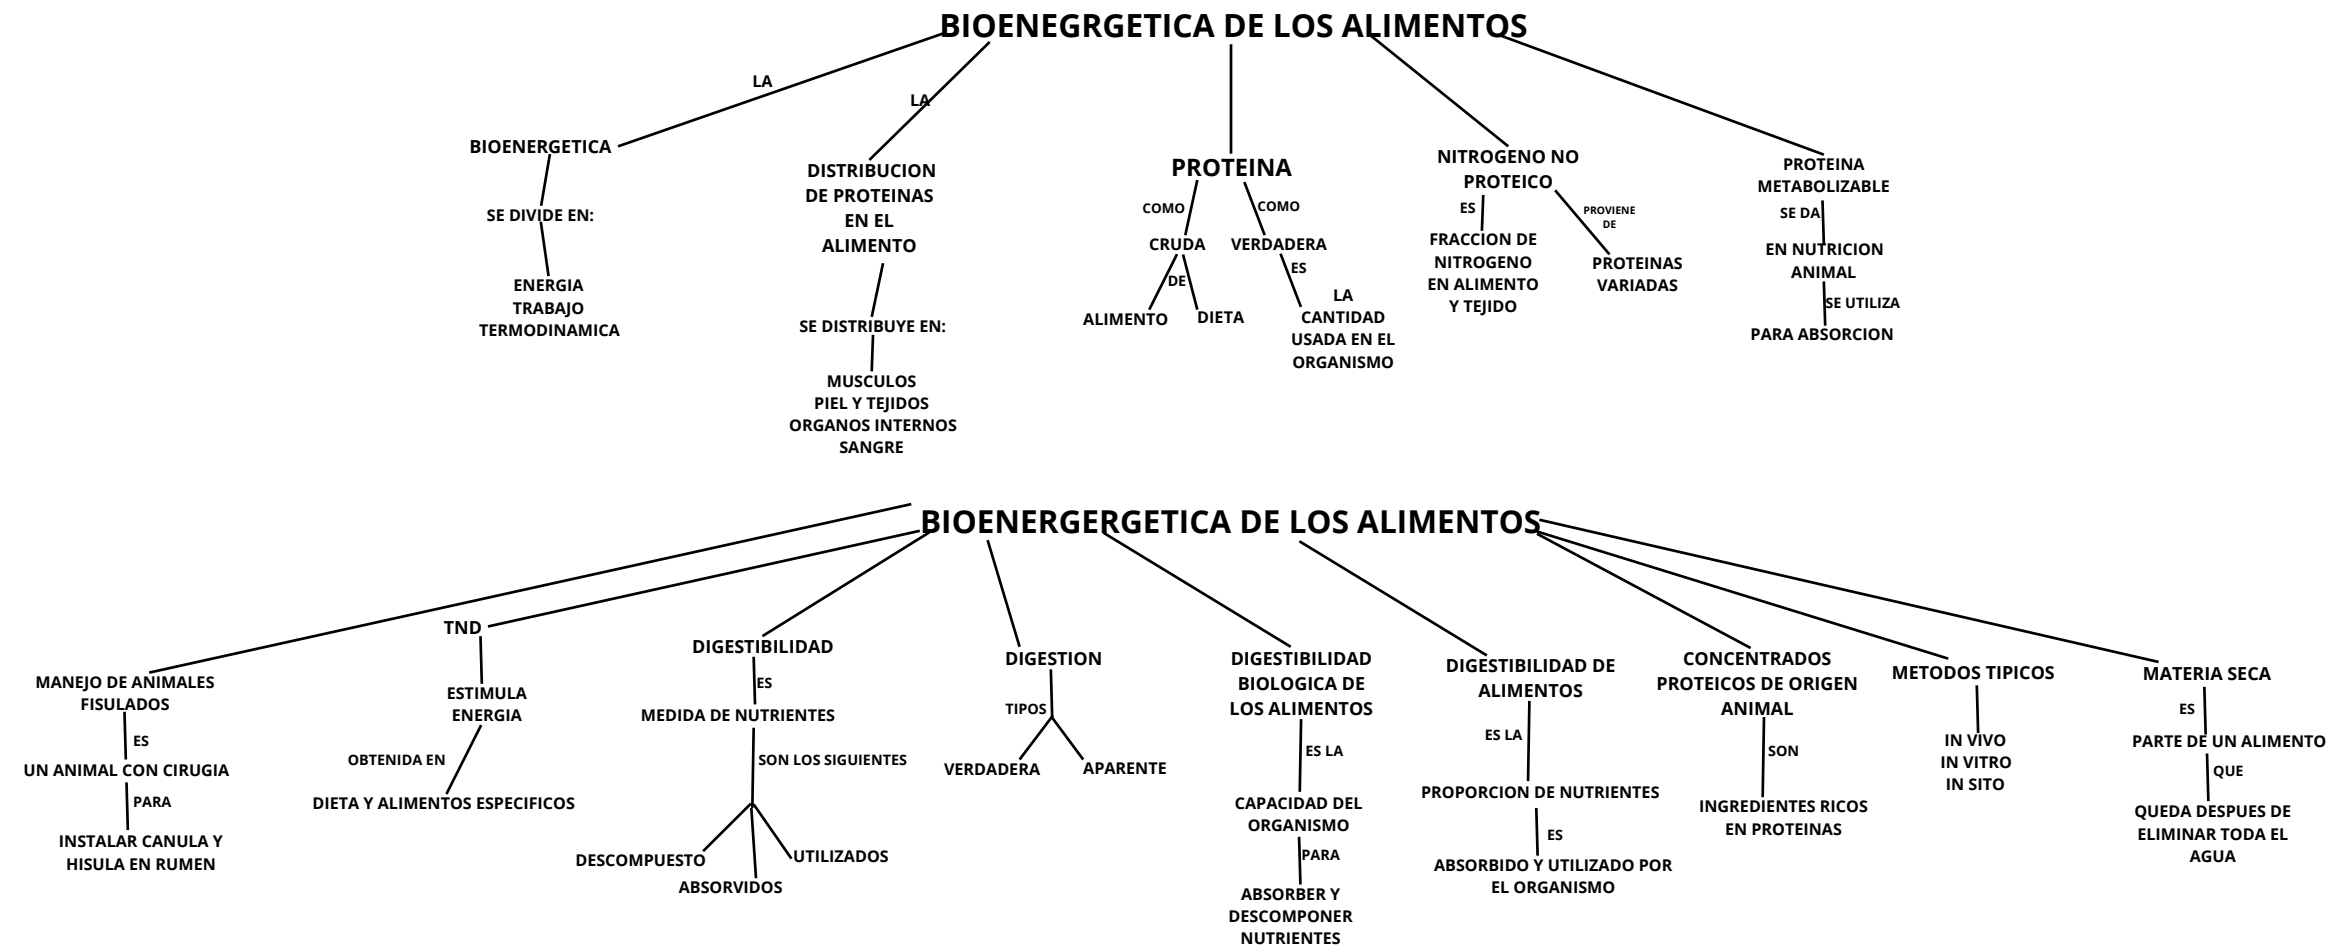 BIOENEGRGETICA DE LOS ALIMENTOS
LA
LA
BIOENERGETICA
SE DIVIDE EN:
ENERGIA
TRABAJO
TERMODINAMICA
DISTRIBUCION
DE PROTEINAS
EN EL
ALIMENTO
SE DISTRIBUYE EN:
MUSCULOS
PIEL Y TEJIDOS
ORGANOS INTERNOS
SANGRE
PROTEINA
COMO
COMO
CRUDA
VERDADERA
DE
ES
ALIMENTO
DIETA
LA
CANTIDAD
USADA EN EL
ORGANISMO
NITROGENO NO
PROTEICO
ES
PROVIENE
DE
FRACCION DE
NITROGENO
EN ALIMENTO
Y TEJIDO
PROTEINAS
VARIADAS
PROTEINA
METABOLIZABLE
SE DA
EN NUTRICION
ANIMAL
SE UTILIZA
PARA ABSORCION
BIOENERGERGETICA DE LOS ALIMENTOS
MANEJO DE ANIMALES
FISULADOS
ES
UN ANIMAL CON CIRUGIA
PARA
INSTALAR CANULA Y
HISULA EN RUMEN
TND
ESTIMULA
ENERGIA
OBTENIDA EN
DIETA Y ALIMENTOS ESPECIFICOS
DIGESTIBILIDAD
ES
MEDIDA DE NUTRIENTES
SON LOS SIGUIENTES
DESCOMPUESTO
UTILIZADOS
ABSORVIDOS
DIGESTION
TIPOS
VERDADERA
APARENTE
DIGESTIBILIDAD
BIOLOGICA DE
LOS ALIMENTOS
ES LA
CAPACIDAD DEL
ORGANISMO
PARA
ABSORBER Y
DESCOMPONER
NUTRIENTES
DIGESTIBILIDAD DE
ALIMENTOS
ES LA
PROPORCION DE NUTRIENTES
ES
ABSORBIDO Y UTILIZADO POR
EL ORGANISMO
CONCENTRADOS
PROTEICOS DE ORIGEN
ANIMAL
SON
INGREDIENTES RICOS
EN PROTEINAS
METODOS TIPICOS
IN VIVO
IN VITRO
IN SITO
MATERIA SECA
ES
PARTE DE UN ALIMENTO
QUE
QUEDA DESPUES DE
ELIMINAR TODA EL
AGUA